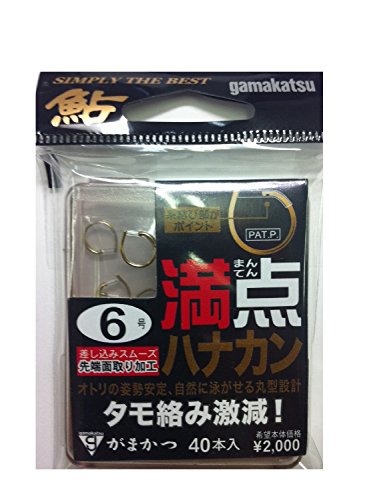 SIMPLY THE BEST
gamakatsu
鮎
糸結び部が
ポイント
PAT.P.
まん
てん
満点
6号
ハナカン
差し込みスムーズ
先端面取り加工
オトリの姿勢安定、自然に泳がせる丸型設計
タモ絡み激減!
gamakatsu
がまかつ
40本入
希望本体価格
¥2,000